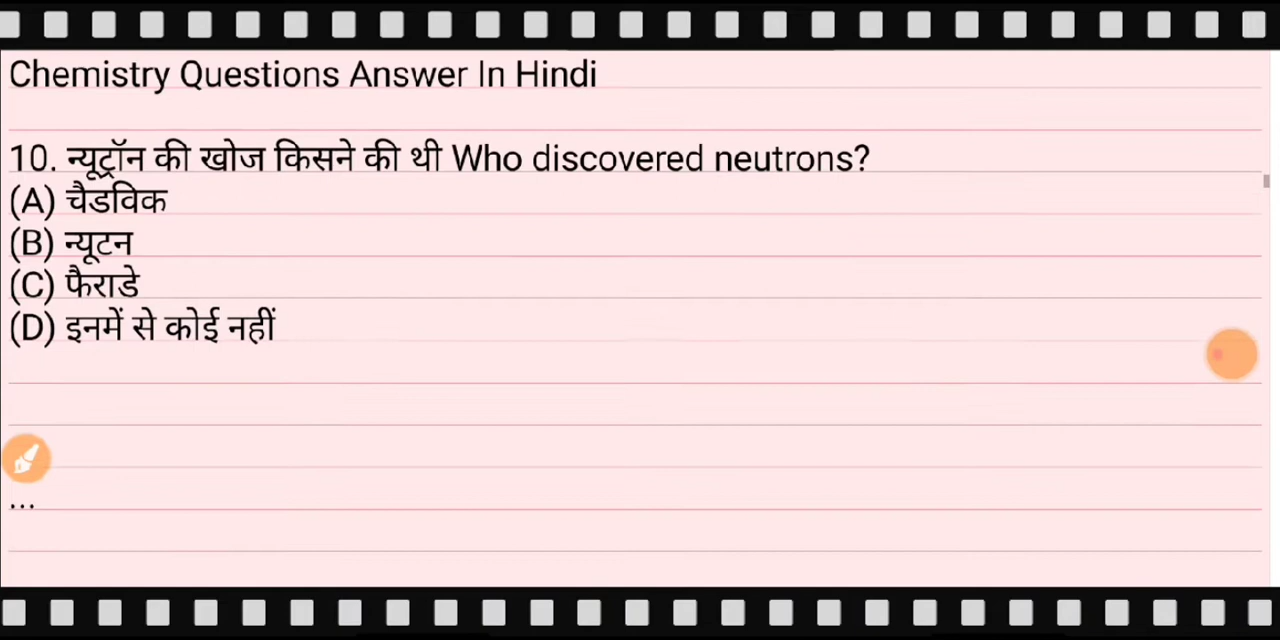 Chemistry Questions Answer In Hindi
10. न्यूट्रॉन की खोज किसने की थी Who discovered neutrons?
(A) चैडविक
(B) न्यूटन
(C) फैराडे
(D) इनमें से कोई नहीं
...